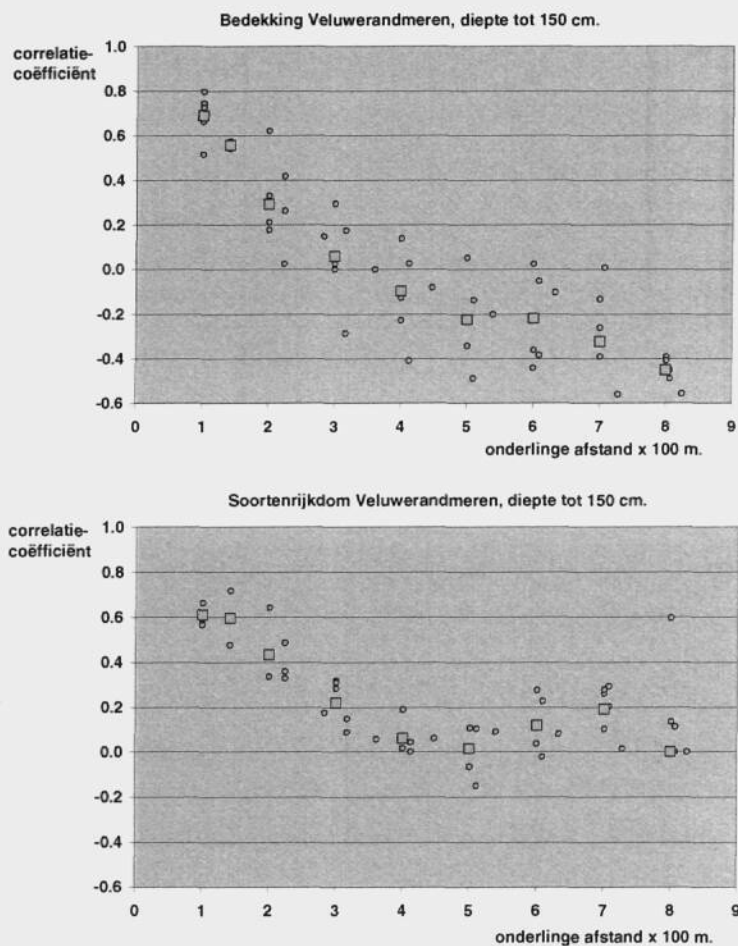 Bedekking Veluwerandmeren, diepte tot 150 cm.
correlatie-
coëfficiënt
1.0
0.8
0.6
0.4
0.2
0.0
-0.2
-0.4
-0.6
0 1 2 3 4 5 6 7 8 9
onderlinge afstand x 100 m.
Soortenrijkdom Veluwerandmeren, diepte tot 150 cm.
correlatie-
coëfficiënt
1.0
0.8
0.6
0.4
0.2
0.0
-0.2
-0.4
-0.6
0 1 2 3 4 5 6 7 8 9
onderlinge afstand x 100 m.